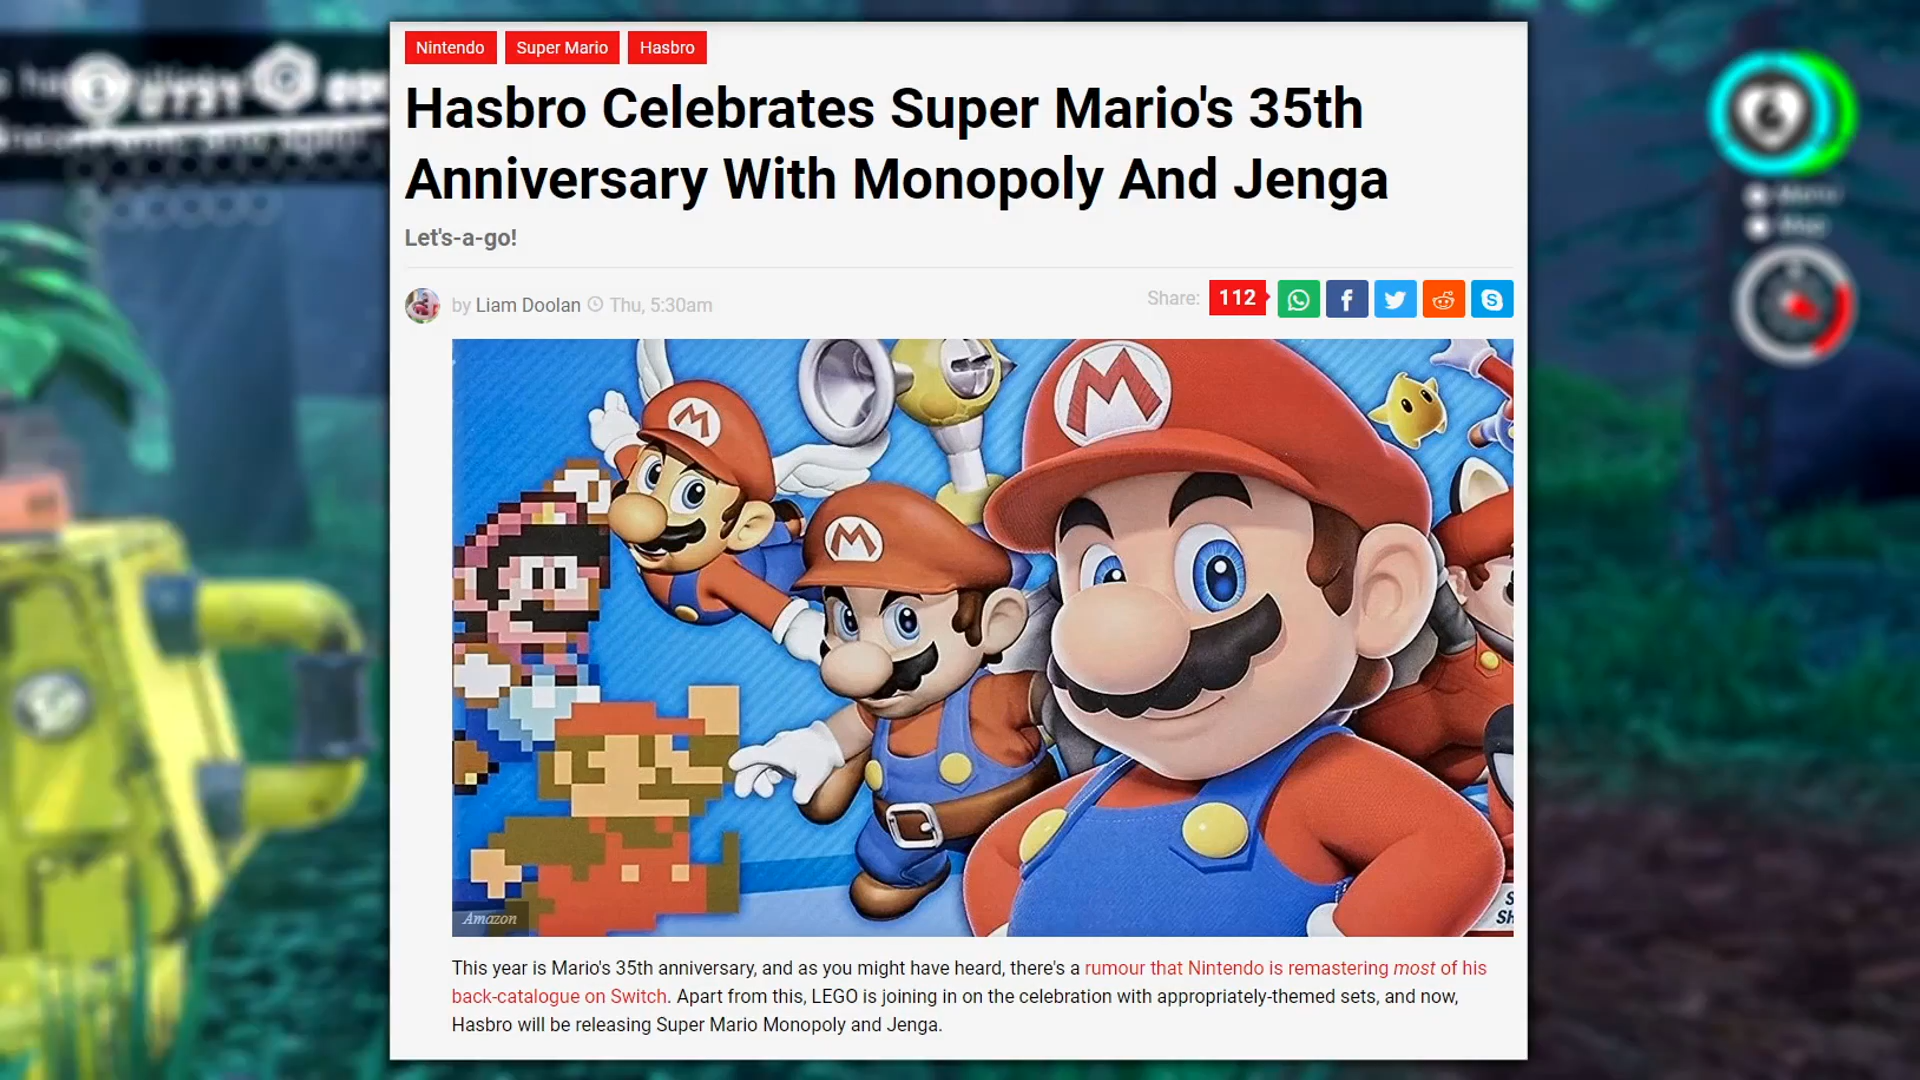 Nintendo Super Mario Hasbro
Hasbro Celebrates Super Mario's 35th
Anniversary With Monopoly And Jenga
Let's-a-go!
by Liam Doolan Thu, 5:30am
Share: 112
M
M
M
Amazon
This year is Mario's 35th anniversary, and as you might have heard, there's a rumour that Nintendo is remastering most of his
back-catalogue on Switch. Apart from this, LEGO is joining in on the celebration with appropriately-themed sets, and now,
Hasbro will be releasing Super Mario Monopoly and Jenga.